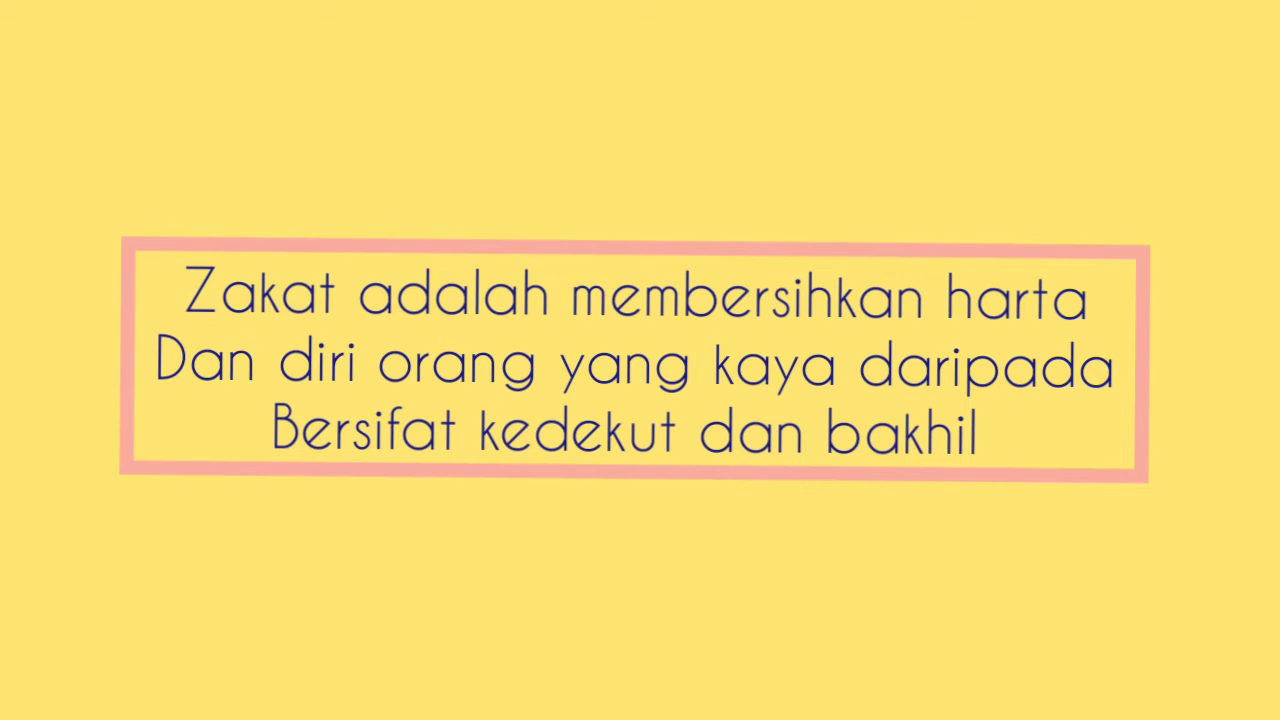 Zakat adalah membersihkan harta
Dan diri orang yang kaya daripada
Bersifat kedekut dan bakhil